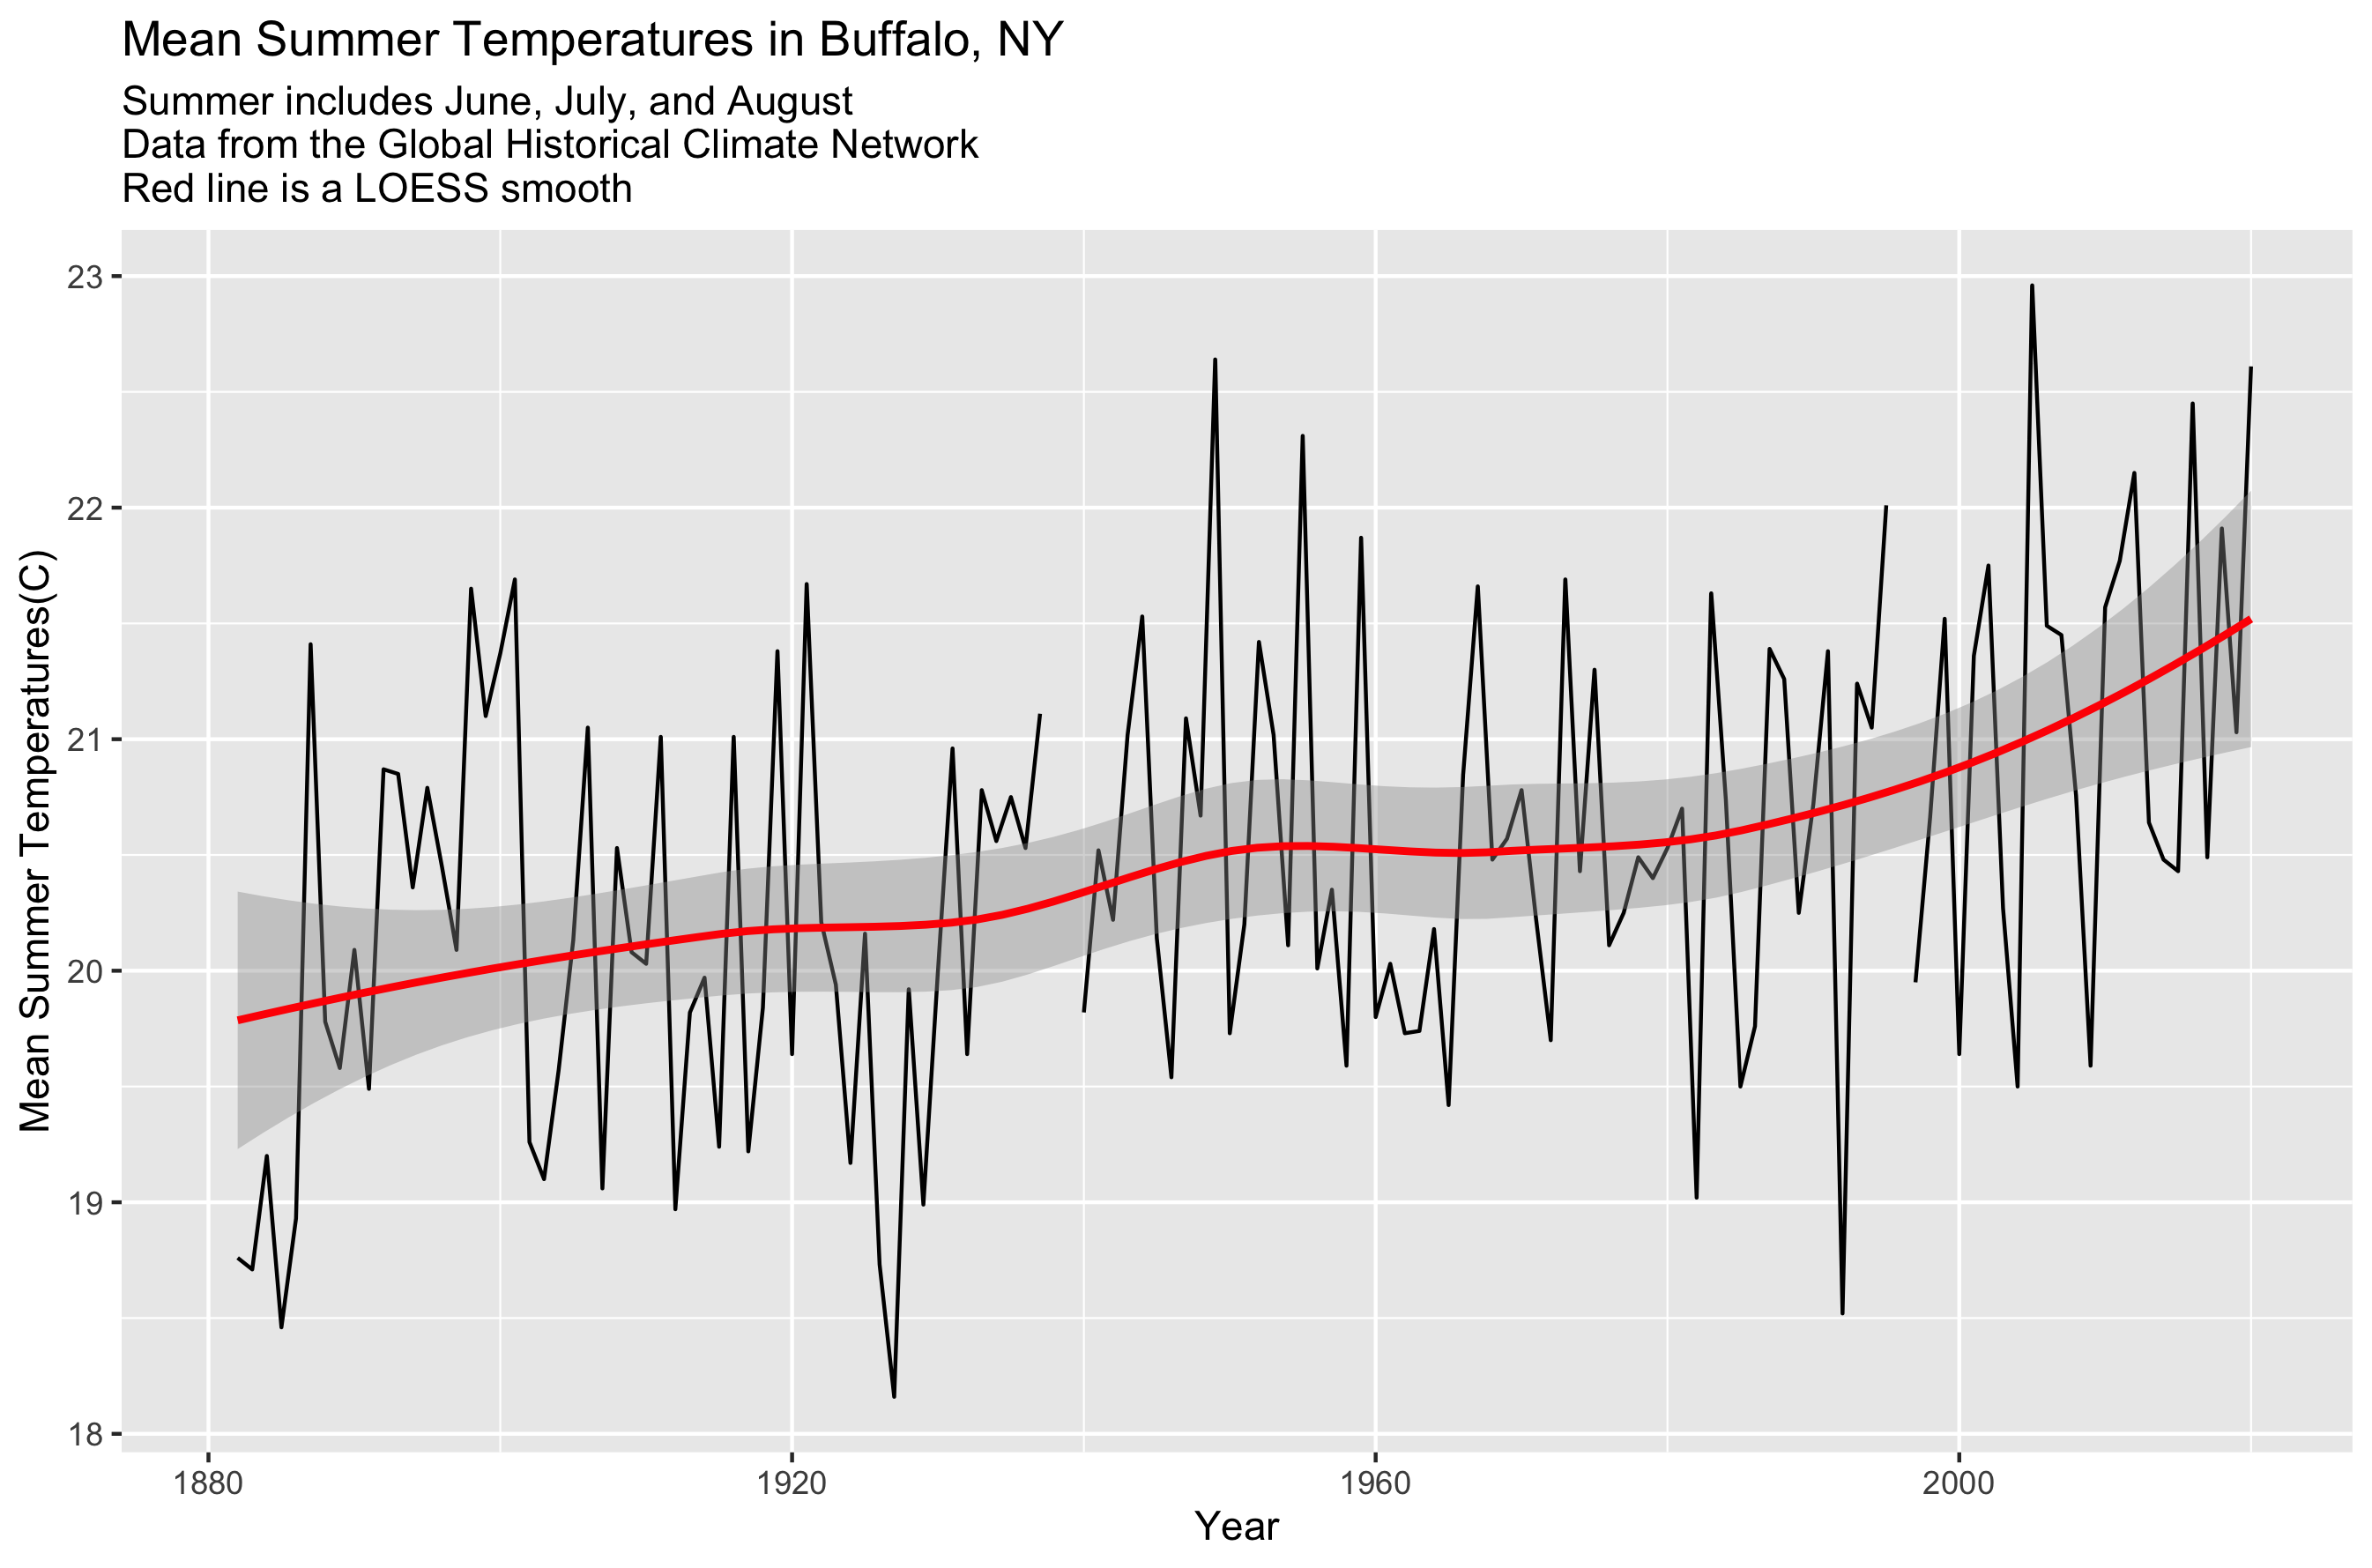 Mean Summer Temperatures in Buffalo, NY
Summer includes June, July, and August
Data from the Global Historical Climate Network
Red line is a LOESS smooth
23
22
21
20
19
18
Mean Summer Temperatures(C)
1880
1920
1960
2000
Year